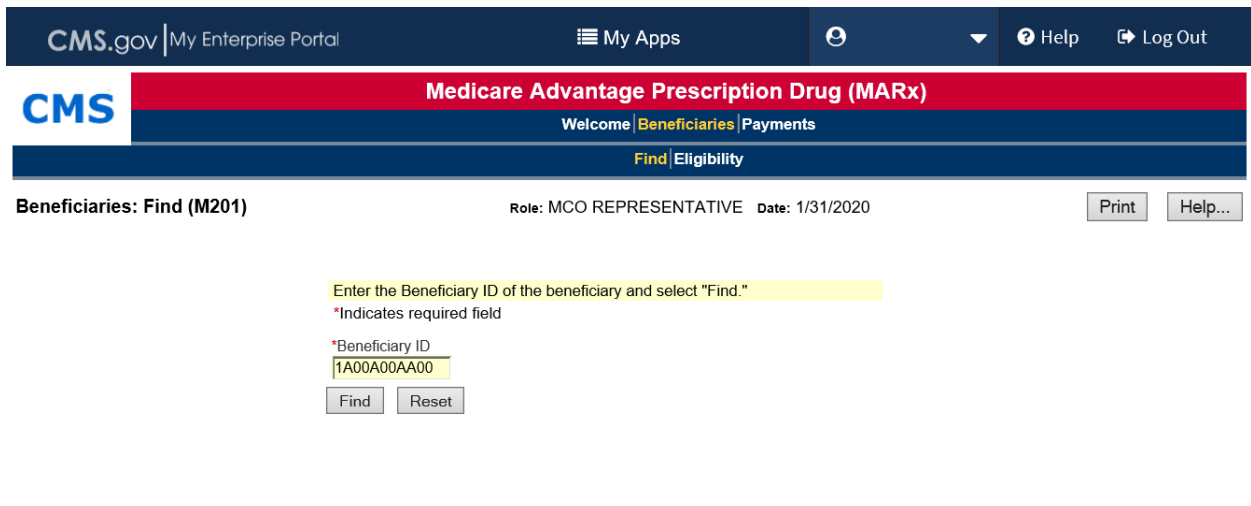 CMS.gov My Enterprise Portal My Apps Help Log Out
CMS
Medicare Advantage Prescription Drug (MARx)
Welcome|Beneficiaries|Payments
Find|Eligibility
Beneficiaries: Find (M201) Role: MCO REPRESENTATIVE Date: 1/31/2020 Print Help...
Enter the Beneficiary ID of the beneficiary and select "Find."
*Indicates required field
*Beneficiary ID
1A00A00AA00
Find Reset